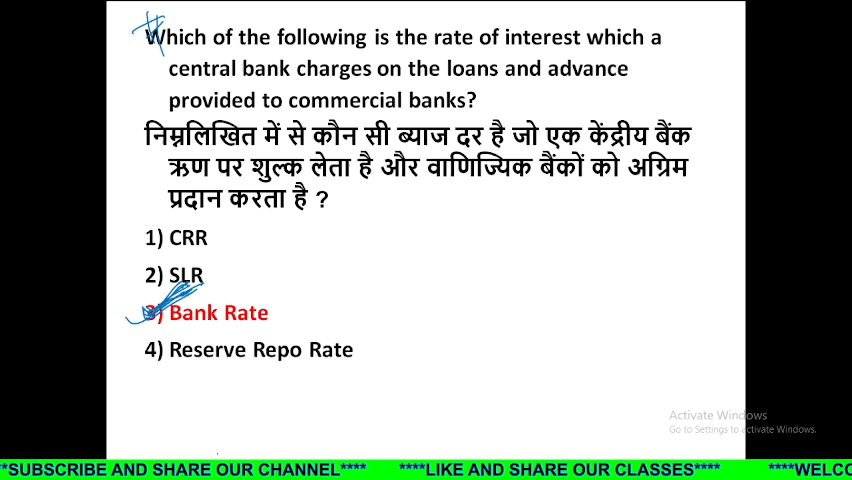 Which of the following is the rate of interest which a
central bank charges on the loans and advance
provided to commercial banks?
निम्नलिखित में से कौन सी ब्याज दर है जो एक केंद्रीय बैंक
ऋण पर शुल्क लेता है और वाणिज्यिक बैंकों को अग्रिम
प्रदान करता है ?
1) CRR
2) SLR
3) Bank Rate
4) Reserve Repo Rate
Activate Windows
Go to Settings to activate Windows.
**SUBSCRIBE AND SHARE OUR CHANNEL**** ****LIKE AND SHARE OUR CLASSES**** ****WELCO